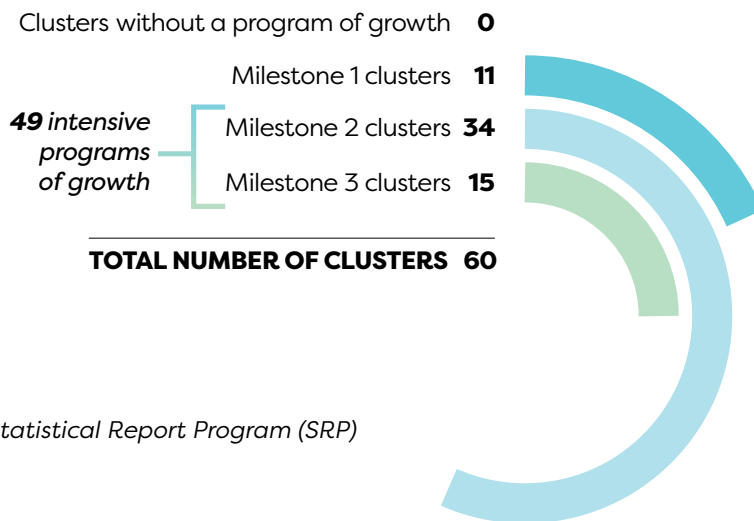 Clusters without a program of growth 0
Milestone 1 clusters 11
49 intensive
programs
of growth
Milestone 2 clusters 34
Milestone 3 clusters 15
TOTAL NUMBER OF CLUSTERS 60
tatistical Report Program (SRP)